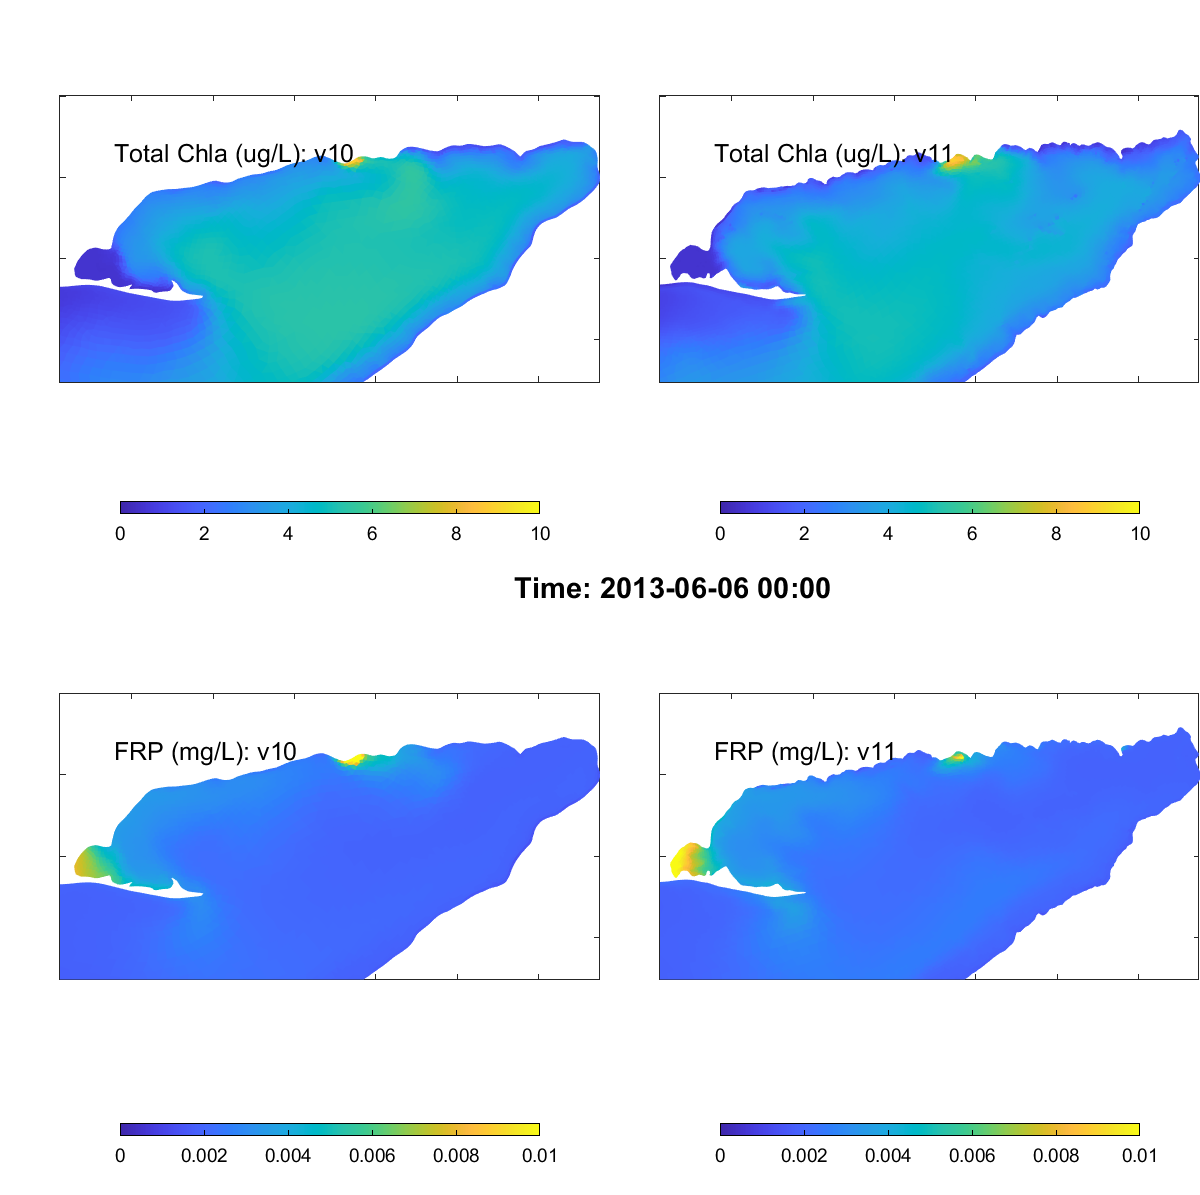 Total Chla (ug/L): v10
Total Chla (ug/L): v11
0 2 4 6 8 10
0 2 4 6 8 10
Time: 2013-06-06 00:00
FRP (mg/L): v10
FRP (mg/L): v11
0 0.002 0.004 0.006 0.008 0.01
0 0.002 0.004 0.006 0.008 0.01